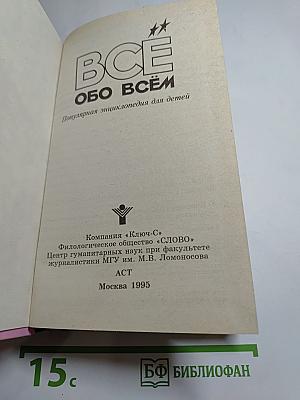 ВСЁ
ОБО ВСЁМ
Популярная энциклопедия для детей
Компания «Ключ-С»
Филологическое общество «СЛОВО»
Центр гуманитарных наук при факультете
журналистики МГУ им. М.В. Ломоносова
АСТ
Москва 1995
15с
БФ БИБЛИОФАН